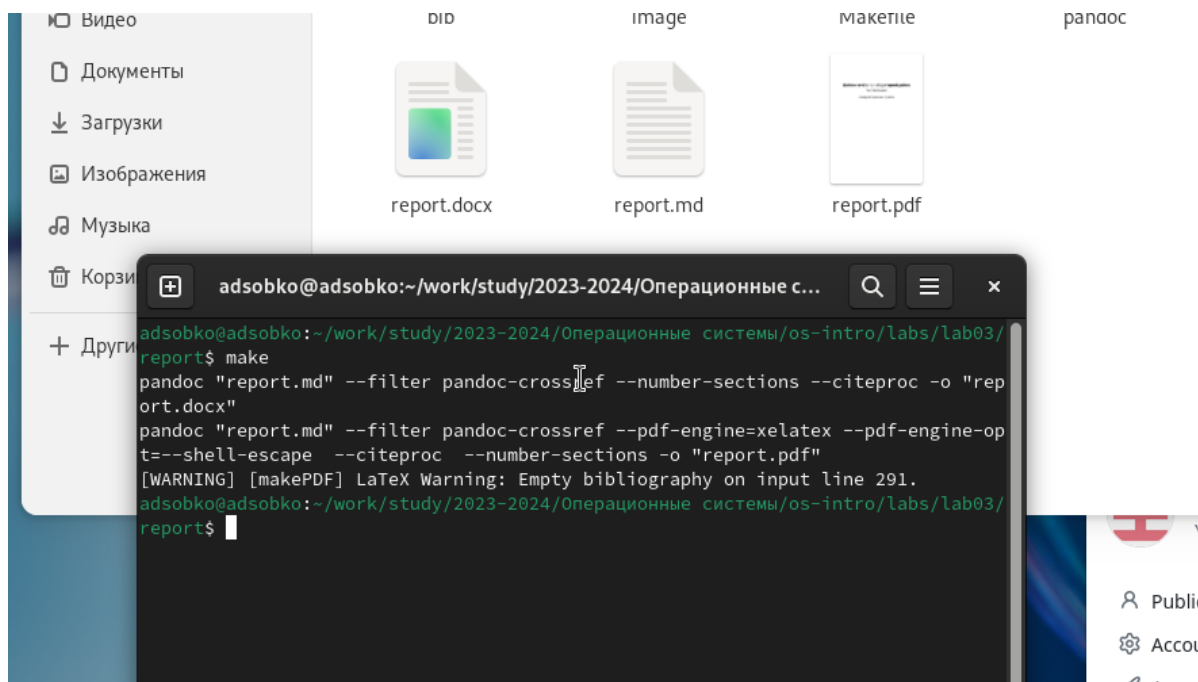 Видео
bib
image
Makefile
pandoc
Документы
Загрузки
Изображения
Музыка
report.docx
report.md
report.pdf
Корзи
Други
adsobko@adsobko:~/work/study/2023-2024/Операционные с...
adsobko@adsobko:~/work/study/2023-2024/Операционные системы/os-intro/labs/lab03/
report$ make
pandoc "report.md" --filter pandoc-crossref --number-sections --citeproc -o "rep
ort.docx"
pandoc "report.md" --filter pandoc-crossref --pdf-engine=xelatex --pdf-engine-op
t=--shell-escape  --citeproc  --number-sections -o "report.pdf"
[WARNING] [makePDF] LaTeX Warning: Empty bibliography on input line 291.
adsobko@adsobko:~/work/study/2023-2024/Операционные системы/os-intro/labs/lab03/
report$
Publi
Accou